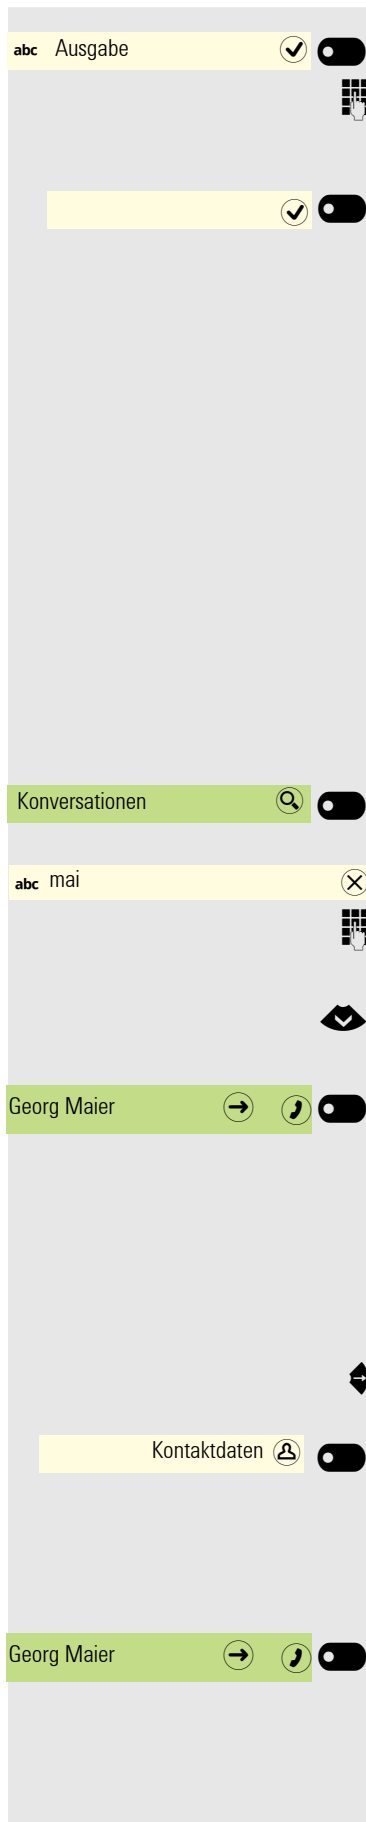 abc Ausgabe
Konversationen
abc mai
Georg Maier
Kontaktdaten
Georg Maier